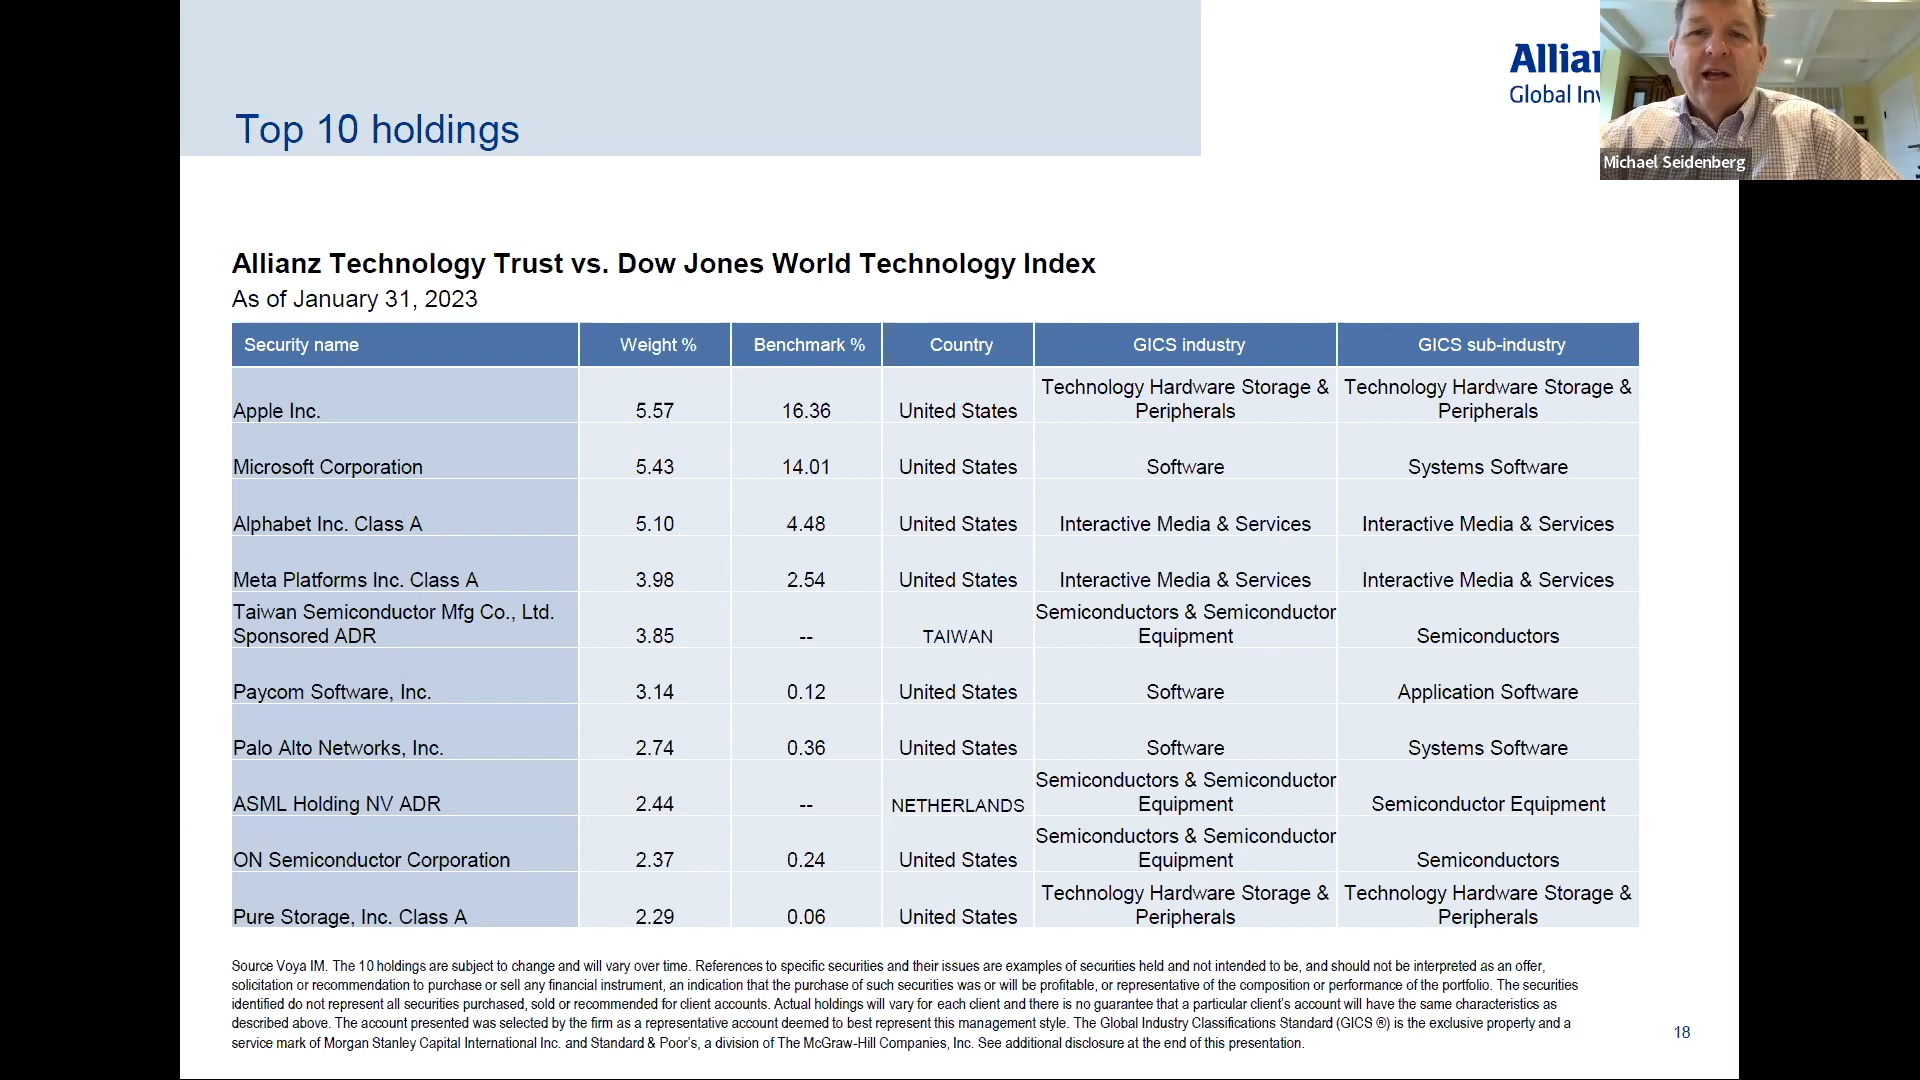 Top 10 holdings
Allian
Global Inv
Michael Seidenberg
Allianz Technology Trust vs. Dow Jones World Technology Index
As of January 31, 2023
Security name Weight % Benchmark % Country GICS industry GICS sub-industry
Apple Inc. 5.57 16.36 United States Technology Hardware Storage & Peripherals Technology Hardware Storage & Peripherals
Microsoft Corporation 5.43 14.01 United States Software Systems Software
Alphabet Inc. Class A 5.10 4.48 United States Interactive Media & Services Interactive Media & Services
Meta Platforms Inc. Class A 3.98 2.54 United States Interactive Media & Services Interactive Media & Services
Taiwan Semiconductor Mfg Co., Ltd. Sponsored ADR 3.85 -- TAIWAN Semiconductors & Semiconductor Equipment Semiconductors
Paycom Software, Inc. 3.14 0.12 United States Software Application Software
Palo Alto Networks, Inc. 2.74 0.36 United States Software Systems Software
ASML Holding NV ADR 2.44 -- NETHERLANDS Semiconductors & Semiconductor Equipment Semiconductor Equipment
ON Semiconductor Corporation 2.37 0.24 United States Semiconductors & Semiconductor Equipment Semiconductors
Pure Storage, Inc. Class A 2.29 0.06 United States Technology Hardware Storage & Peripherals Technology Hardware Storage & Peripherals
Source Voya IM. The 10 holdings are subject to change and will vary over time. References to specific securities and their issues are examples of securities held and not intended to be, and should not be interpreted as an offer,
solicitation or recommendation to purchase or sell any financial instrument, an indication that the purchase of such securities was or will be profitable, or representative of the composition or performance of the portfolio. The securities
identified do not represent all securities purchased, sold or recommended for client accounts. Actual holdings will vary for each client and there is no guarantee that a particular client's account will have the same characteristics as
described above. The account presented was selected by the firm as a representative account deemed to best represent this management style. The Global Industry Classifications Standard (GICS ®) is the exclusive property and a
service mark of Morgan Stanley Capital International Inc. and Standard & Poor's, a division of The McGraw-Hill Companies, Inc. See additional disclosure at the end of this presentation.
18